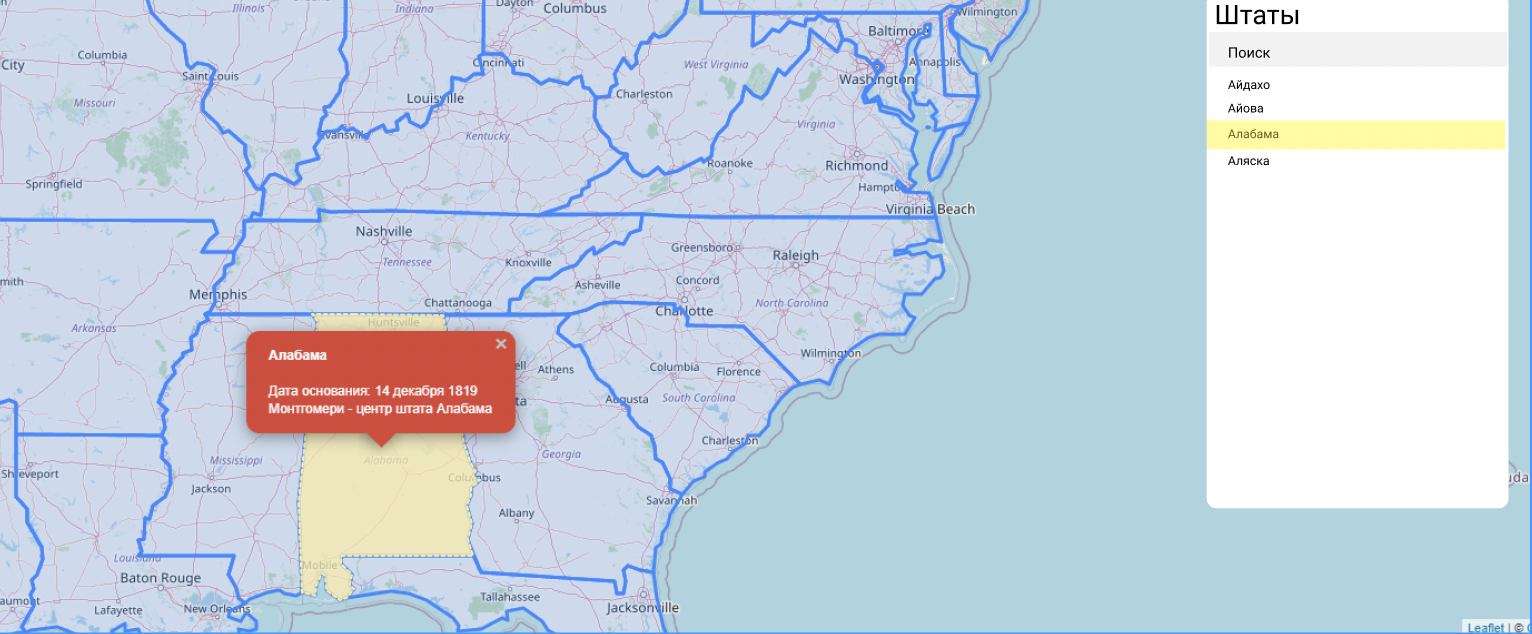 Illinois
Indiana
Dayton
Columbus
Wilmington
Baltimore
Columbia
City
Cincinnati
West Virginia
Annapolis
Saint Louis
Washington
Missouri
Louisville
Charleston
Evansville
Kentucky
Virginia
Roanoke
Richmond
Springfield
Hampto
Virginia Beach
Nashville
Greensboro
Raleigh
Tennessee
Knoxville
mith
Asheville
Concord
Memphis
Chattanooga
North Carolina
Charlotte
Arkansas
Huntsville
Wilmington
Athens
Columbia
Florence
Augusta
South Carolina
Charleston
Georgia
Mississippi
Alabama
Shreveport
Columbus
Jackson
Savannah
Albany
Louisiana
Mobile
Baton Rouge
Tallahassee
aumont
Lafayette
New Orleans
Jacksonville
Алабама
×
Дата основания: 14 декабря 1819
Монтгомери - центр штата Алабама
Штаты
Поиск
Айдахо
Айова
Алабама
Аляска
uda
Leaflet | ©